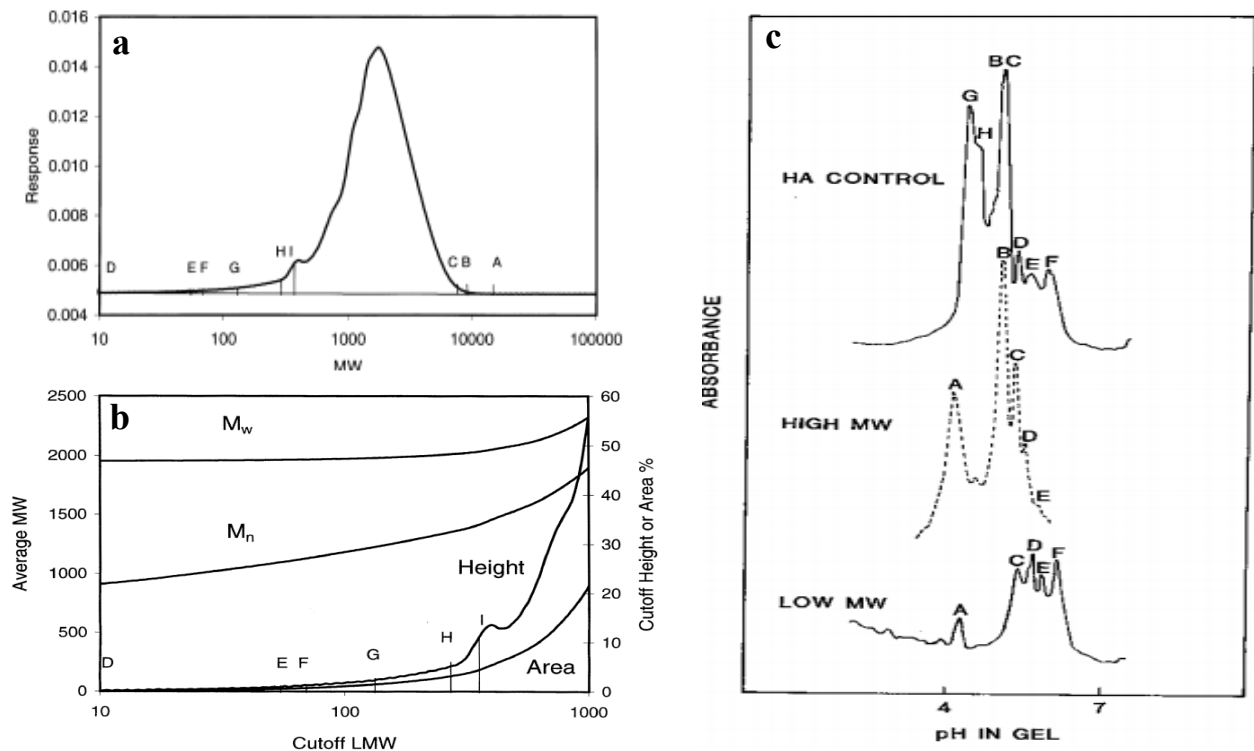 a
0.016
0.014
0.012
0.010
0.008
0.006
0.004
Response
D
E F
G
H I
C B
A
10
100
1000
10000
100000
MW
b
2500
2000
1500
1000
500
0
Average MW
60
50
40
30
20
10
0
Cutoff Height or Area %
Mw
Mn
Height
Area
D
E
F
G
H
I
10
100
1000
Cutoff LMW
c
ABSORBANCE
HA CONTROL
G
H
BC
D
E
F
HIGH MW
A
B
C
D
E
LOW MW
A
C
D
E
F
4
7
pH IN GEL